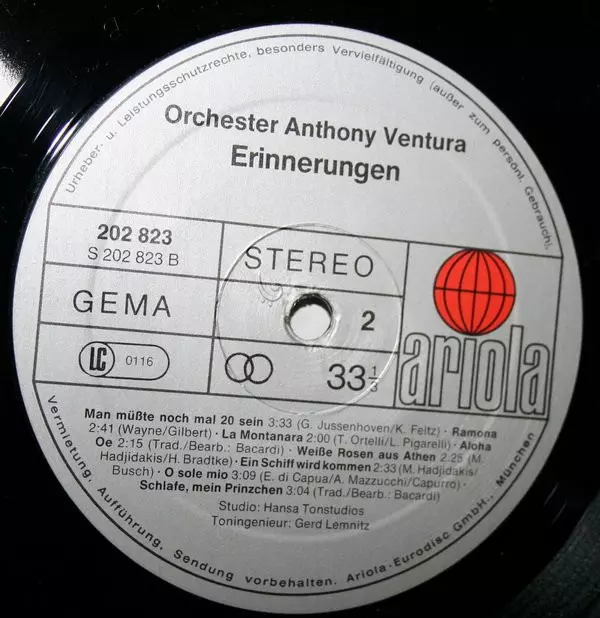 Urheber- u. Leistungsschutzrechte, besonders Vervielfältigung (außer zum persönl. Gebrauch),
Orchester Anthony Ventura
Erinnerungen
202 823
S 202 823 B
STEREO
GEMA
2
LC 0116
33 1/3
ariola
Man müßte noch mal 20 sein 3:33 (G. Jussenhoven/K. Feltz) · Ramona
2:41 (Wayne/Gilbert) · La Montanara 2:00 (T. Ortelli/L. Pigarelli) · Aloha
Oe 2:15 (Trad./Bearb.: Bacardi) · Weiße Rosen aus Athen 2:25 (M.
Hadjidakis/H. Bradtke) · Ein Schiff wird kommen 2:33 (M. Hadjidakis/
Busch) · O sole mio 3:09 (E. di Capua/A. Mazzucchi/Capurro) ·
Schlafe, mein Prinzchen 3:04 (Trad./Bearb.: Bacardi)
Studio: Hansa Tonstudios
Toningenieur: Gerd Lemnitz
Vermietung, Aufführung, Sendung vorbehalten. Ariola-Eurodisc GmbH., München